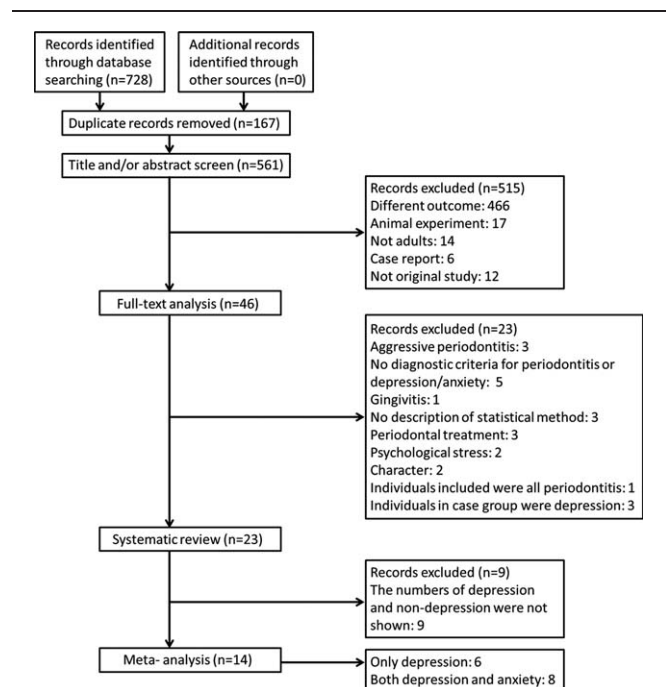 Records identified
through database
searching (n=728)
Additional records
identified through
other sources (n=0)
Duplicate records removed (n=167)
Title and/or abstract screen (n=561)
Records excluded (n=515)
Different outcome: 466
Animal experiment: 17
Not adults: 14
Case report: 6
Not original study: 12
Full-text analysis (n=46)
Records excluded (n=23)
Aggressive periodontitis: 3
No diagnostic criteria for periodontitis or
depression/anxiety: 5
Gingivitis: 1
No description of statistical method: 3
Periodontal treatment: 3
Psychological stress: 2
Character: 2
Individuals included were all periodontitis: 1
Individuals in case group were depression: 3
Systematic review (n=23)
Records excluded (n=9)
The numbers of depression
and non-depression were not
shown: 9
Meta- analysis (n=14)
Only depression: 6
Both depression and anxiety: 8